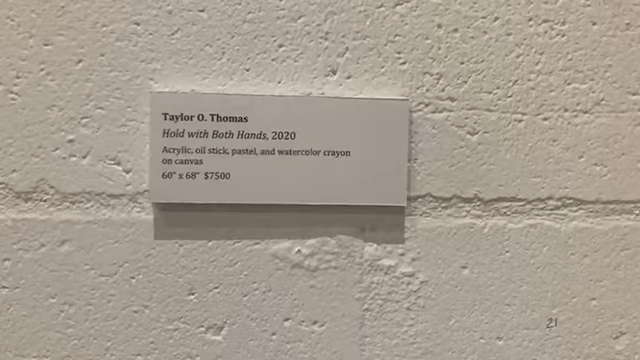 Taylor O. Thomas
Hold with Both Hands, 2020
Acrylic, oil stick, pastel, and watercolor crayon
on canvas
60" x 68" $7500
21